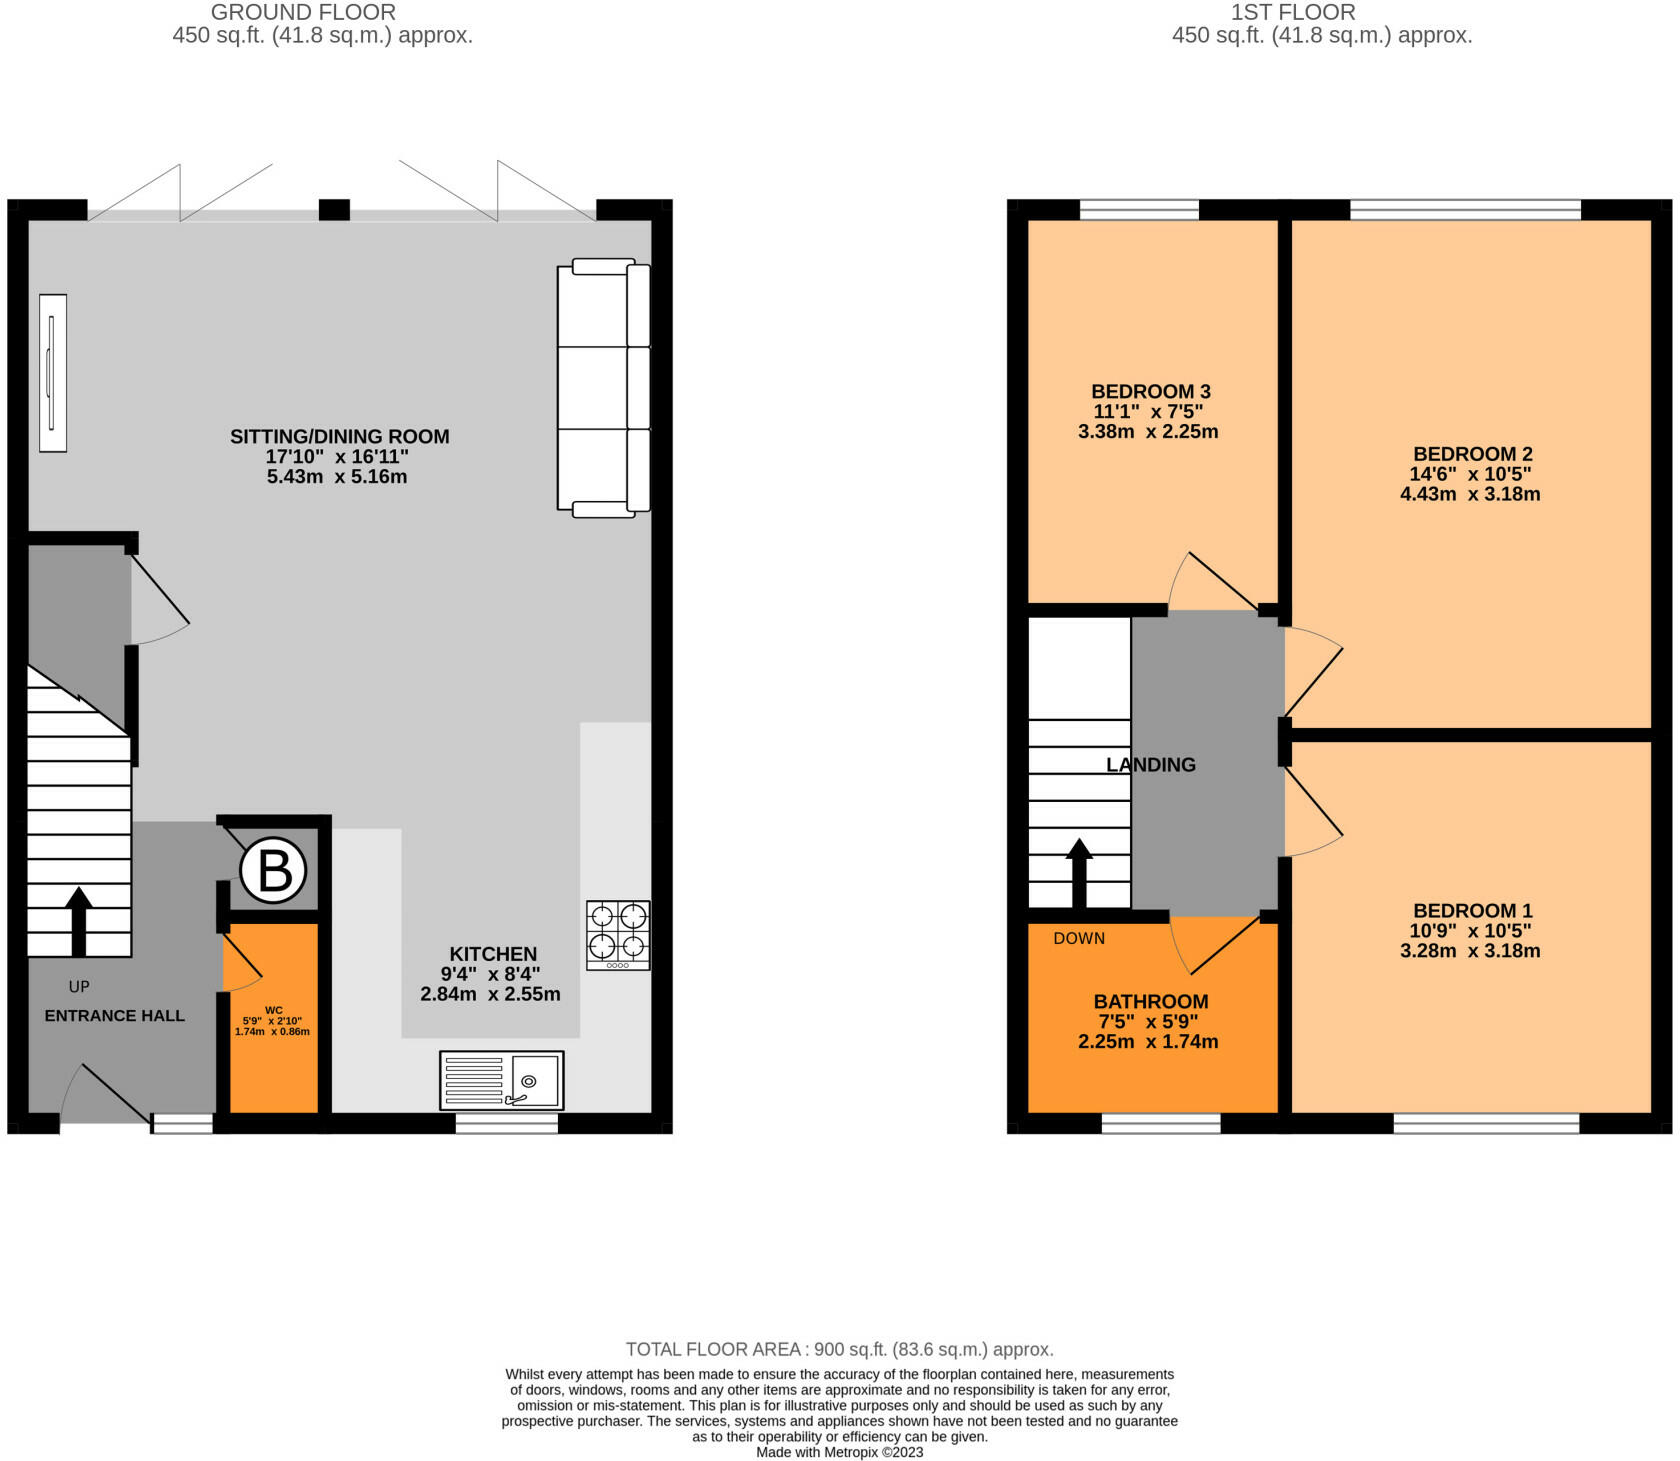 GROUND FLOOR
450 sq.ft. (41.8 sq.m.) approx.
1ST FLOOR
450 sq.ft. (41.8 sq.m.) approx.
SITTING/DINING ROOM
17'10" x 16'11"
5.43m x 5.16m
B
KITCHEN
9'4" x 8'4"
2.84m x 2.55m
UP
ENTRANCE HALL
WC
5'9" x 2'10"
1.74m x 0.86m
BEDROOM 3
11'1" x 7'5"
3.38m x 2.25m
BEDROOM 2
14'6" x 10'5"
4.43m x 3.18m
LANDING
BEDROOM 1
10'9" x 10'5"
3.28m x 3.18m
DOWN
BATHROOM
7'5" x 5'9"
2.25m x 1.74m
TOTAL FLOOR AREA : 900 sq.ft. (83.6 sq.m.) approx.
Whilst every attempt has been made to ensure the accuracy of the floorplan contained here, measurements
of doors, windows, rooms and any other items are approximate and no responsibility is taken for any error,
omission or mis-statement. This plan is for illustrative purposes only and should be used as such by any
prospective purchaser. The services, systems and appliances shown have not been tested and no guarantee
as to their operability or efficiency can be given.
Made with Metropix ©2023